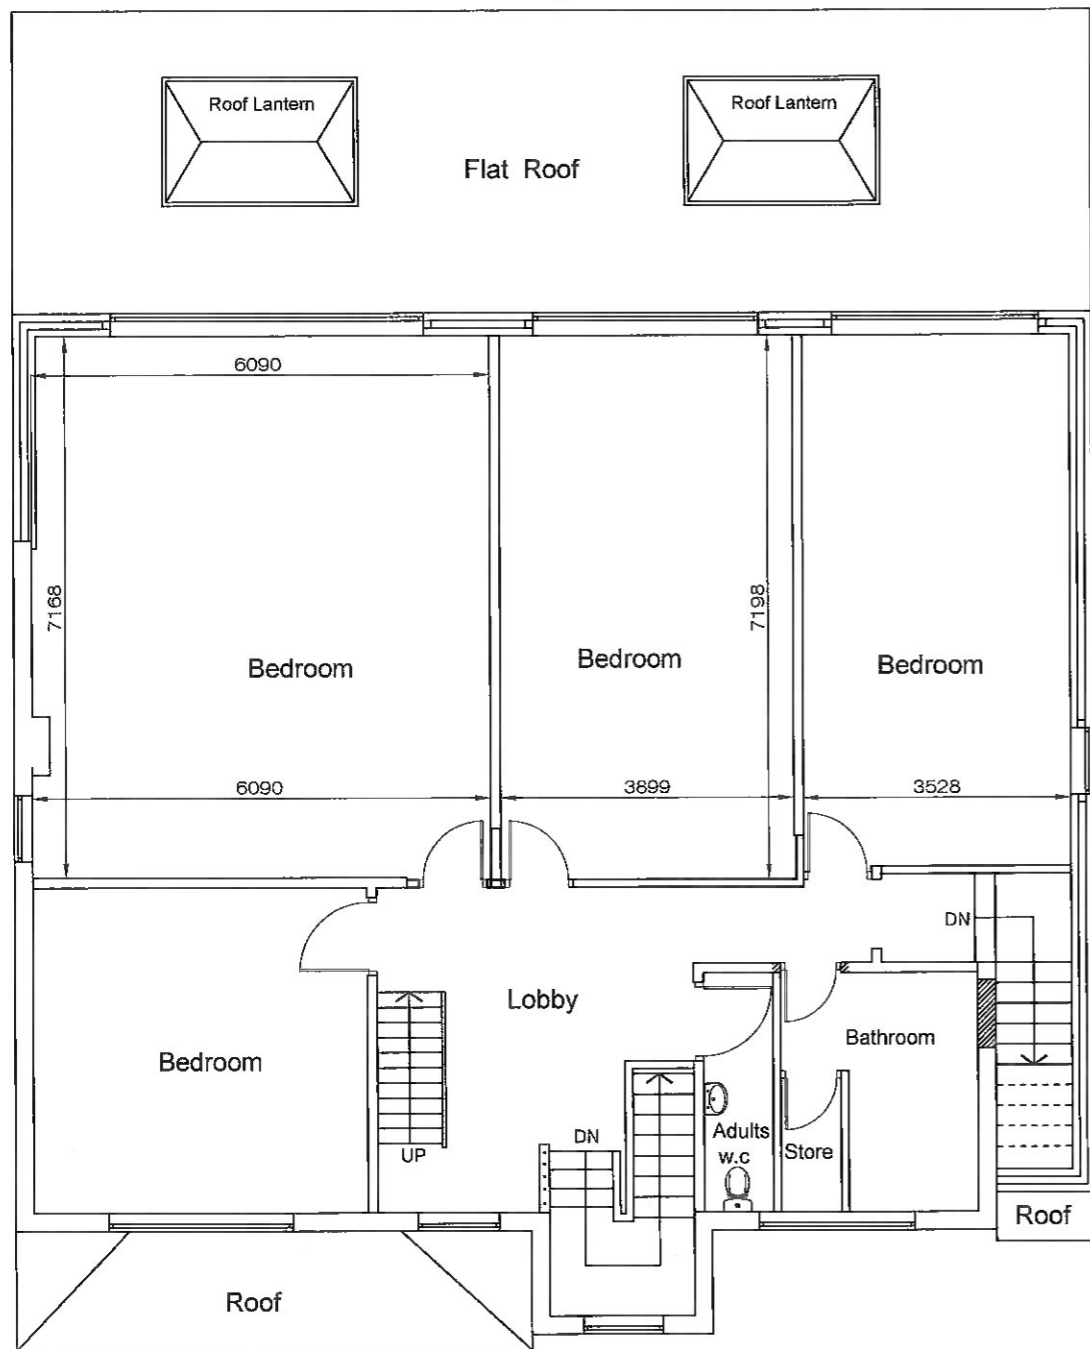 Roof Lantern
Roof Lantern
Flat Roof
6090
7168
7198
Bedroom
Bedroom
Bedroom
6090
3899
3528
DN
Lobby
Bedroom
Bathroom
UP
DN
Adults
w.c
Store
Roof
Roof